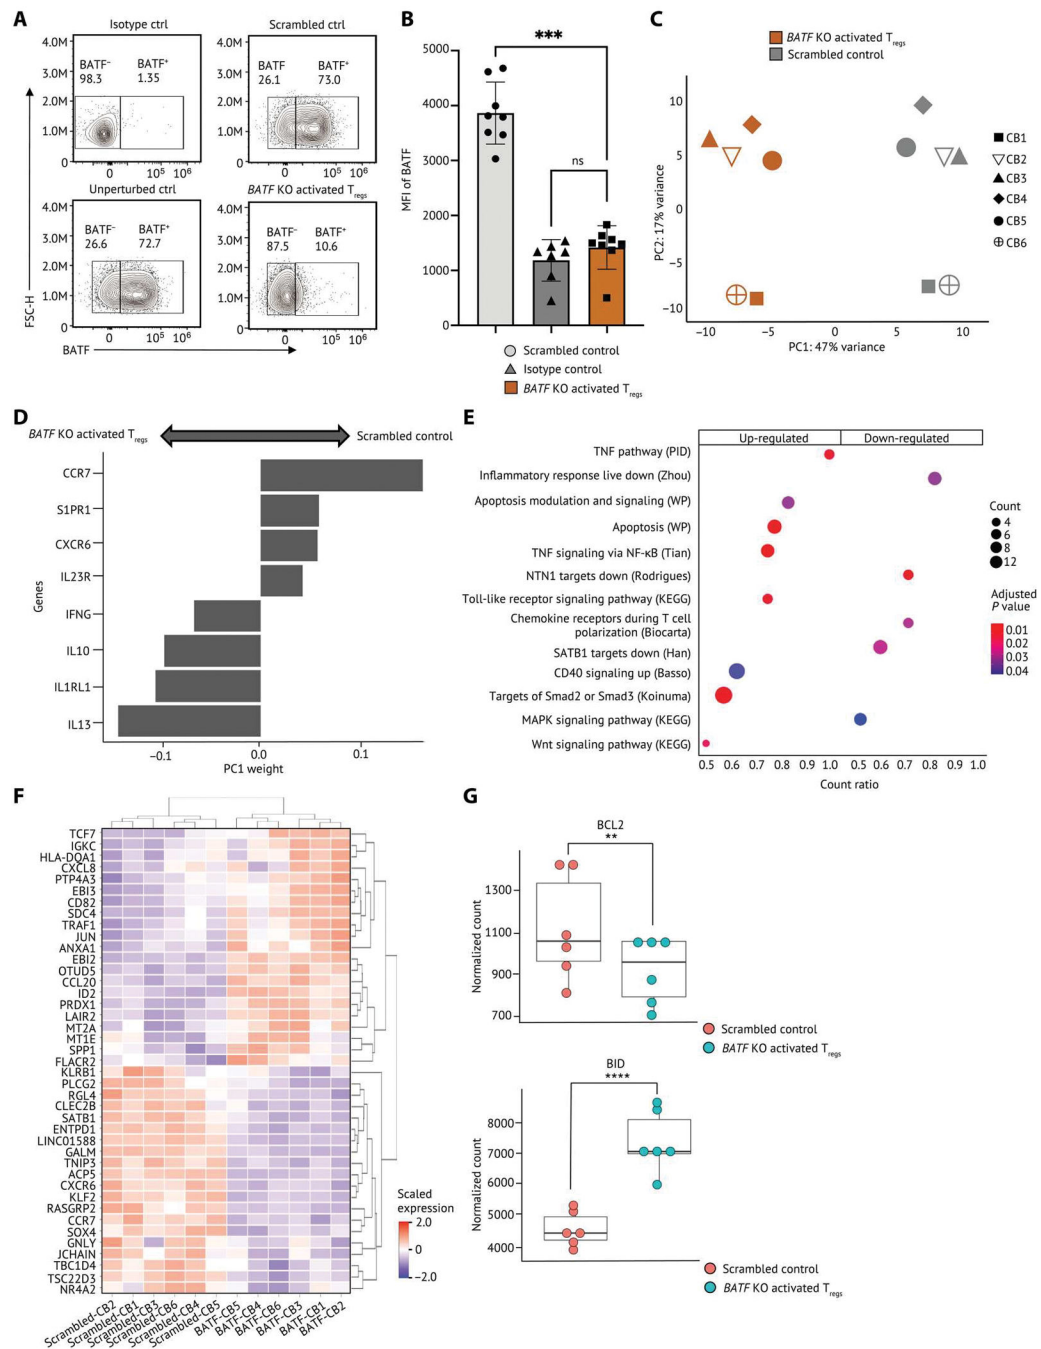 A
Isotype ctrl
Scrambled ctrl
4.0M
3.0M
2.0M
1.0M
0
BATF⁻
98.3
BATF⁺
1.35
0
10⁵
10⁶
4.0M
3.0M
2.0M
1.0M
0
BATF
26.1
BATF⁺
73.0
0
10⁵
10⁶
Unperturbed ctrl
BATF KO activated Tregs
4.0M
3.0M
2.0M
1.0M
0
BATF⁻
26.6
BATF⁺
72.7
0
10⁵
10⁶
4.0M
3.0M
2.0M
1.0M
0
BATF⁻
87.5
BATF⁺
10.6
0
10⁵
10⁶
FSC-H
BATF
B
MFI of BATF
5000
4000
3000
2000
1000
0
***
ns
Scrambled control
Isotype control
BATF KO activated Tregs
C
BATF KO activated Tregs
Scrambled control
PC2: 17% variance
10
5
0
−5
−10
−10
−5
0
5
10
PC1: 47% variance
CB1
CB2
CB3
CB4
CB5
CB6
D
BATF KO activated Tregs
Scrambled control
Genes
CCR7
S1PR1
CXCR6
IL23R
IFNG
IL10
IL1RL1
IL13
−0.1
0.0
0.1
PC1 weight
E
Up-regulated
Down-regulated
TNF pathway (PID)
Inflammatory response live down (Zhou)
Apoptosis modulation and signaling (WP)
Apoptosis (WP)
TNF signaling via NF-κB (Tian)
NTN1 targets down (Rodrigues)
Toll-like receptor signaling pathway (KEGG)
Chemokine receptors during T cell
polarization (Biocarta)
SATB1 targets down (Han)
CD40 signaling up (Basso)
Targets of Smad2 or Smad3 (Koinuma)
MAPK signaling pathway (KEGG)
Wnt signaling pathway (KEGG)
0.5 0.6 0.7 0.8 0.9 1.0 0.5 0.6 0.7 0.8 0.9 1.0
Count ratio
Count
4
6
8
12
Adjusted
P value
0.01
0.02
0.03
0.04
F
TCF7
IGKC
HLA-DQA1
CXCL8
PTP4A3
EBI3
CD82
SDC4
TRAF1
JUN
ANXA1
EBI2
OTUD5
CCL20
ID2
PRDX1
LAIR2
MT2A
MT1E
SPP1
FLACR2
KLRB1
PLCG2
RGL4
CLEC2B
SATB1
ENTPD1
LINC01588
GALM
TNIP3
ACP5
CXCR6
KLF2
RASGRP2
CCR7
SOX4
GNLY
JCHAIN
TBC1D4
TSC22D3
NR4A2
Scrambled-CB2
Scrambled-CB1
Scrambled-CB3
Scrambled-CB6
Scrambled-CB4
Scrambled-CB5
BATF-CB5
BATF-CB4
BATF-CB6
BATF-CB3
BATF-CB1
BATF-CB2
Scaled
expression
2.0
0
−2.0
G
BCL2
**
Normalized count
1300
1100
900
700
Scrambled control
BATF KO activated Tregs
BID
****
Normalized count
8000
7000
6000
5000
4000
Scrambled control
BATF KO activated Tregs